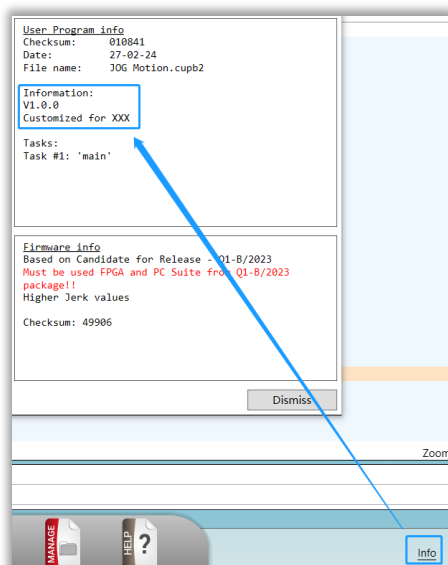 User Program info
Checksum: 010841
Date: 27-02-24
File name: JOG Motion.cupb2
Information:
V1.0.0
Customized for XXX
Tasks:
Task #1: 'main'
Firmware info
Based on Candidate for Release - Q1-B/2023
Must be used FPGA and PC Suite from Q1-B/2023
package!!
Higher Jerk values
Checksum: 49906
Dismiss
Zoom
MANAGE
HELP
?
Info